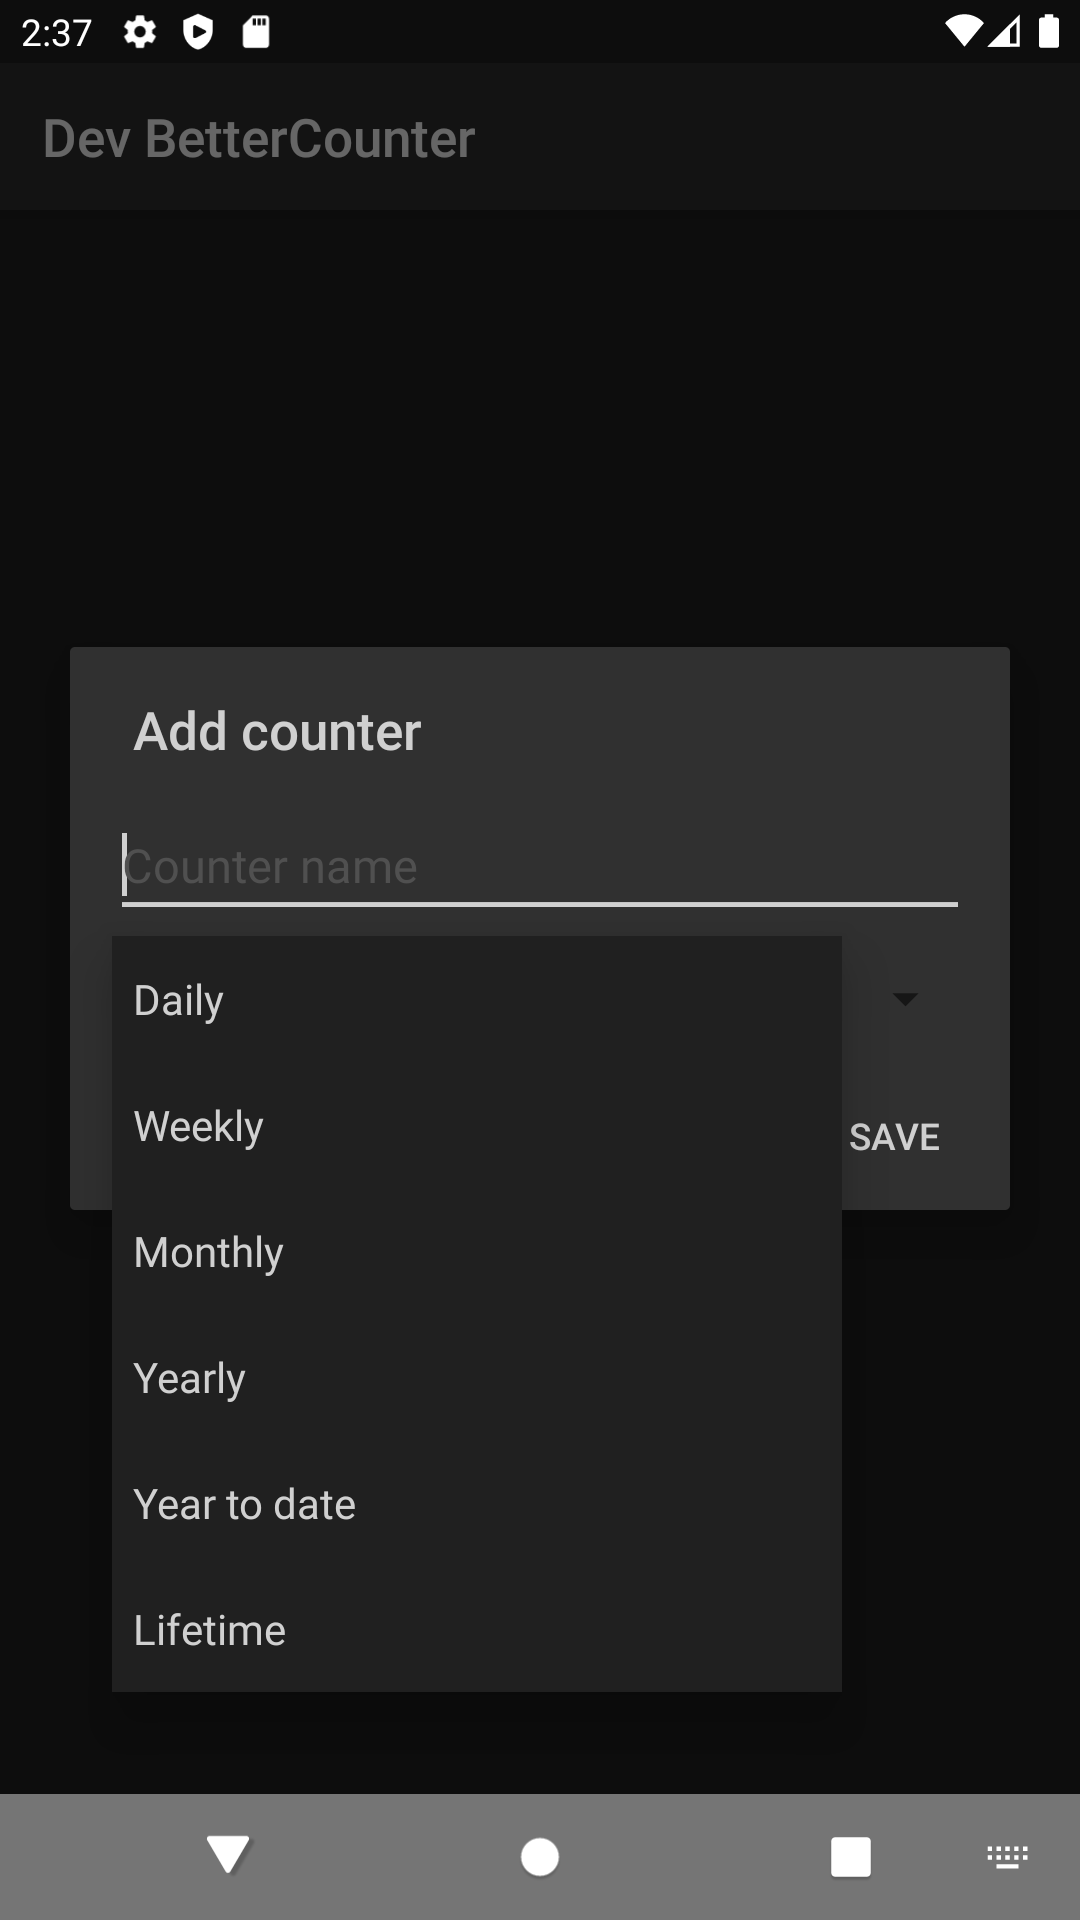 2:37
Dev BetterCounter
Add counter
Counter name
Daily
Weekly
SAVE
Monthly
Yearly
Year to date
Lifetime